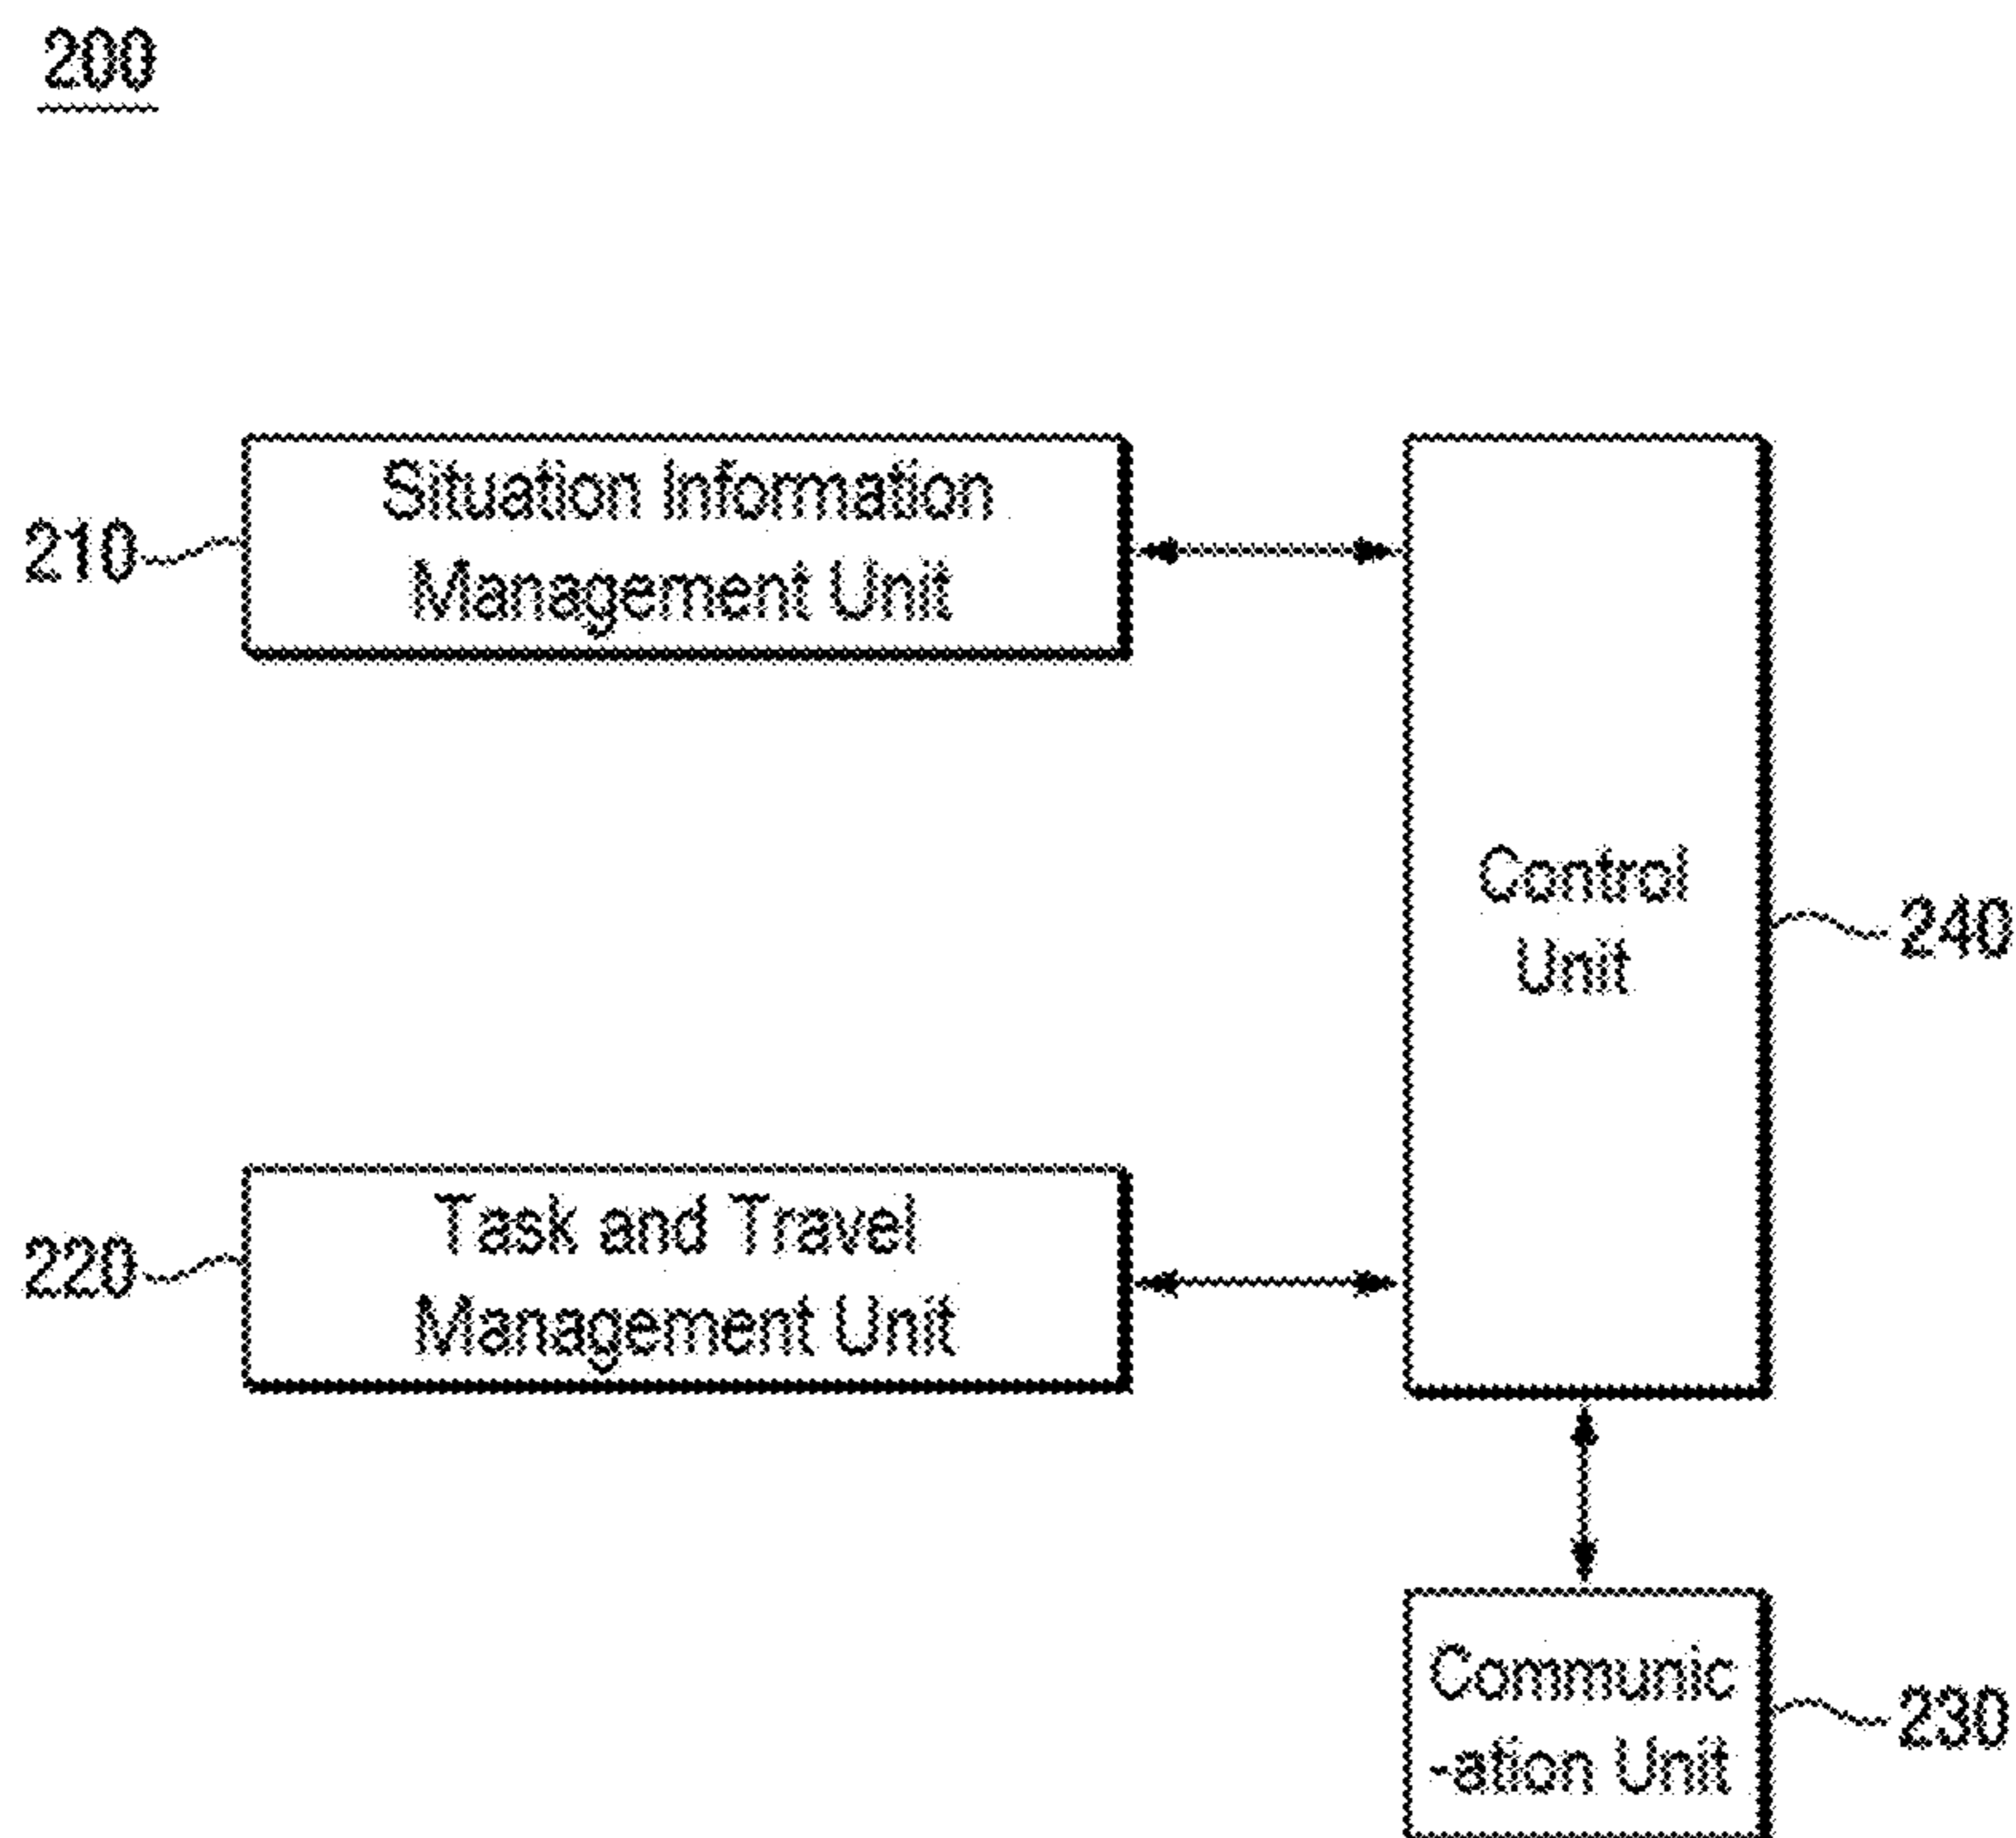 200
210
Situation Information
Management Unit
Control
Unit
240
220
Task and Travel
Management Unit
Communic
-ation Unit
230